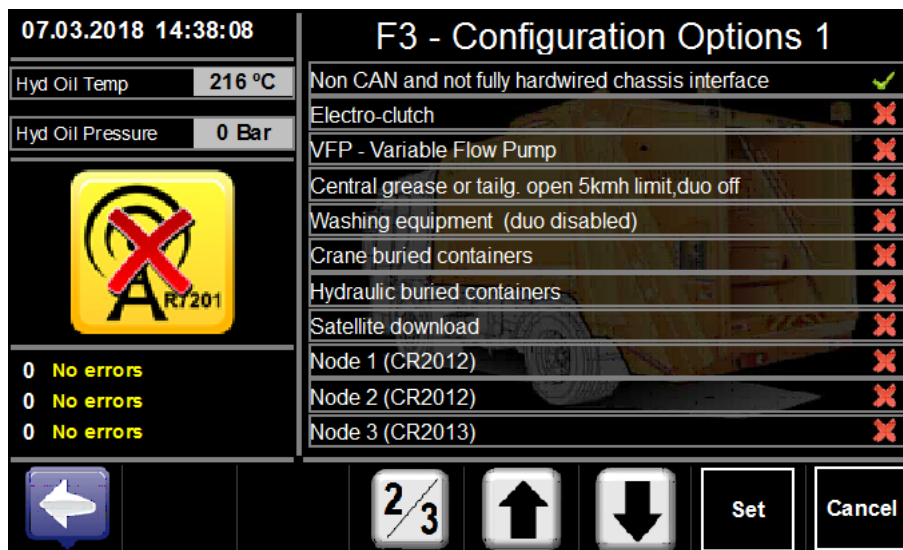 07.03.2018 14:38:08
Hyd Oil Temp 216 ºC
Hyd Oil Pressure 0 Bar
R7201
0 No errors
0 No errors
0 No errors
F3 - Configuration Options 1
Non CAN and not fully hardwired chassis interface
Electro-clutch
VFP - Variable Flow Pump
Central grease or tailg. open 5kmh limit,duo off
Washing equipment (duo disabled)
Crane buried containers
Hydraulic buried containers
Satellite download
Node 1 (CR2012)
Node 2 (CR2012)
Node 3 (CR2013)
2/3
Set
Cancel